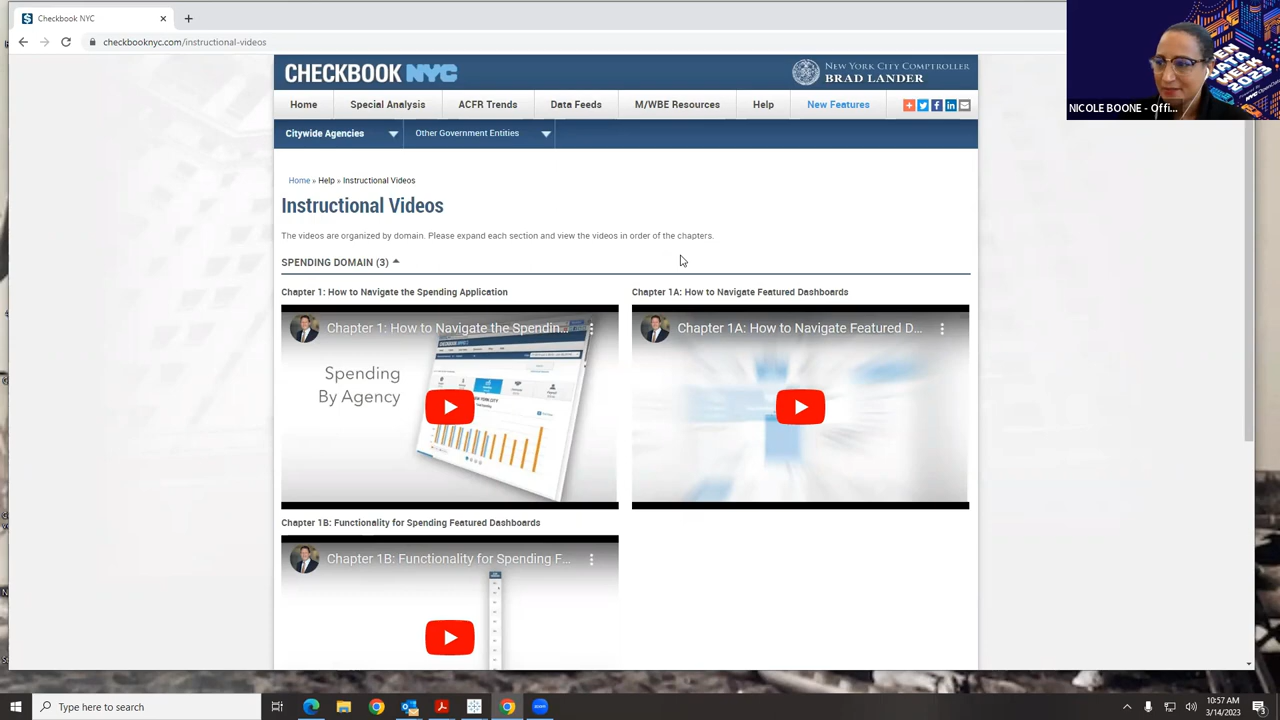 Checkbook NYC
checkbooknyc.com/instructional-videos
CHECKBOOK NYC
NEW YORK CITY COMPTROLLER
BRAD LANDER
Home
Special Analysis
ACFR Trends
Data Feeds
M/WBE Resources
Help
New Features
Citywide Agencies
Other Government Entities
Home » Help » Instructional Videos
Instructional Videos
The videos are organized by domain. Please expand each section and view the videos in order of the chapters.
SPENDING DOMAIN (3)
Chapter 1: How to Navigate the Spending Application
Chapter 1A: How to Navigate Featured Dashboards
Chapter 1: How to Navigate the Spendin...
Spending
By Agency
Chapter 1A: How to Navigate Featured D...
Chapter 1B: Functionality for Spending Featured Dashboards
Chapter 1B: Functionality for Spending F...
NICOLE BOONE - Offi...
DATA
WEEK
2023
Type here to search
10:57 AM
3/14/2023